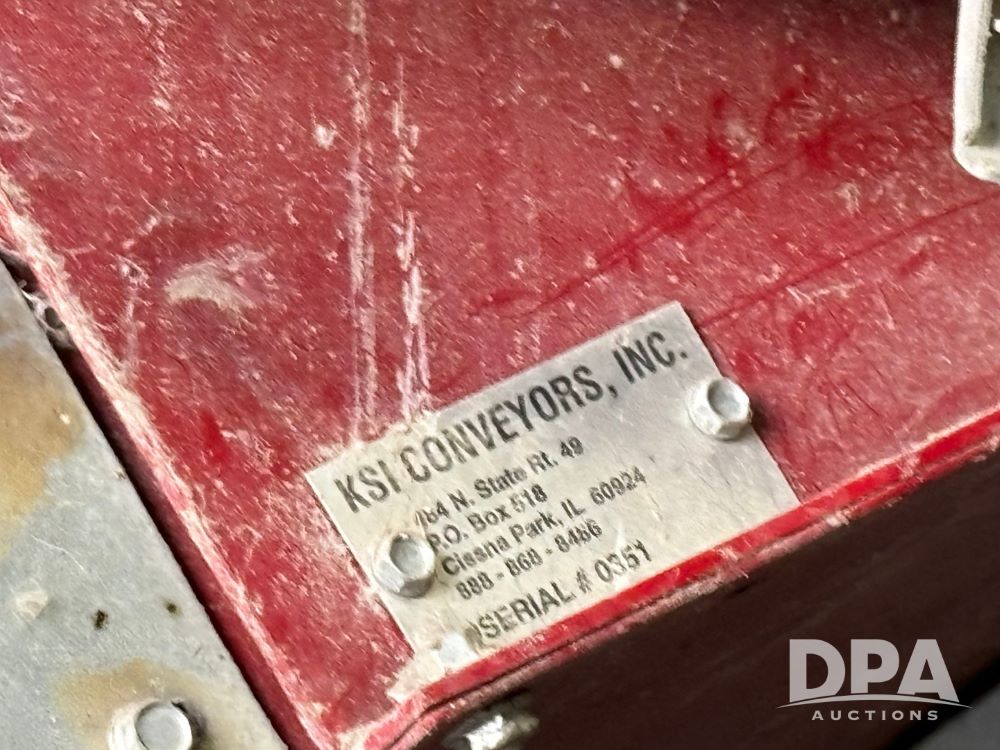 KSI CONVEYORS, INC.
N. State Rt. 49
P.O. Box 518
Cissna Park, IL 60924
888 - 868 - 8486
SERIAL # 0351
DPA
AUCTIONS